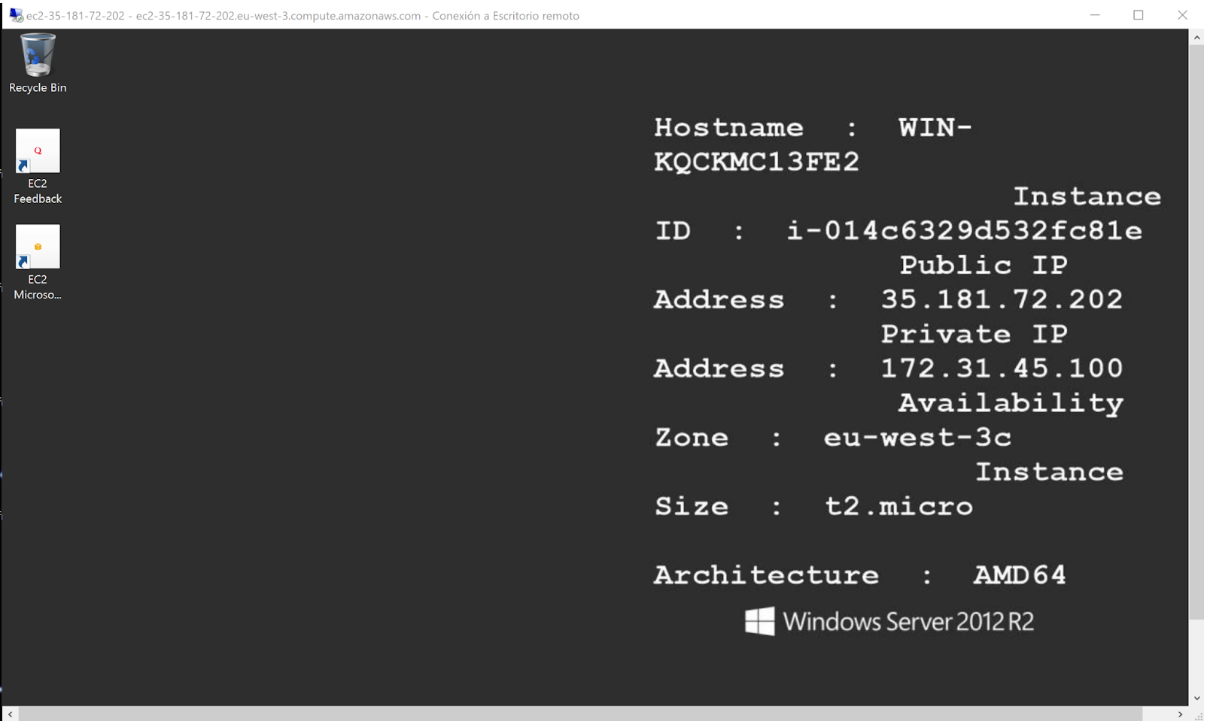 ec2-35-181-72-202 - ec2-35-181-72-202.eu-west-3.compute.amazonaws.com - Conexión a Escritorio remoto
Recycle Bin
EC2
Feedback
EC2
Microso...
Hostname : WIN-
KQCKMC13FE2
Instance
ID : i-014c6329d532fc81e
Public IP
Address : 35.181.72.202
Private IP
Address : 172.31.45.100
Availability
Zone : eu-west-3c
Instance
Size : t2.micro
Architecture : AMD64
Windows Server 2012 R2